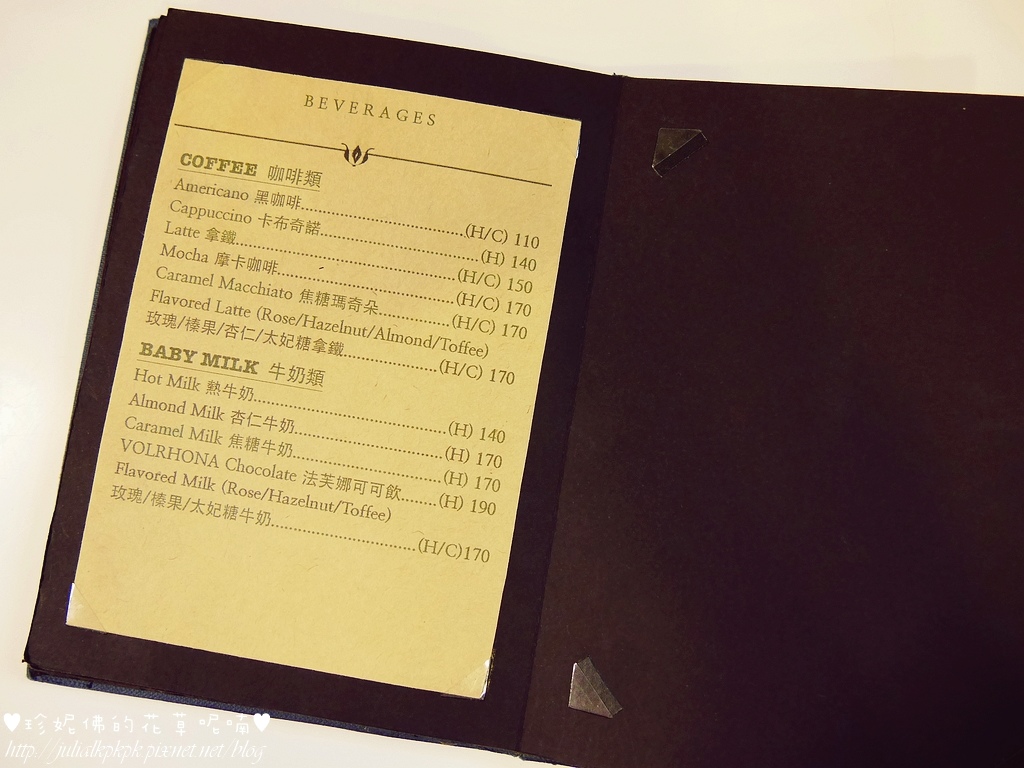 BEVERAGES
COFFEE 咖啡類
Americano 黑咖啡...............(H/C) 110
Cappuccino 卡布奇諾...............(H) 140
Latte 拿鐵...............(H/C) 150
Mocha 摩卡咖啡...............(H/C) 170
Caramel Macchiato 焦糖瑪奇朵...............(H/C) 170
Flavored Latte (Rose/Hazelnut/Almond/Toffee)
玫瑰/榛果/杏仁/太妃糖拿鐵...............(H/C) 170
BABY MILK 牛奶類
Hot Milk 熱牛奶...............(H) 140
Almond Milk 杏仁牛奶...............(H) 170
Caramel Milk 焦糖牛奶...............(H) 170
VOLRHONA Chocolate 法芙娜可可飲.......(H) 190
Flavored Milk (Rose/Hazelnut/Toffee)
玫瑰/榛果/太妃糖牛奶...............(H/C)170
♥珍妮佛的花草呢喃♥
http://julialkpkpk.pixnet.net/blog